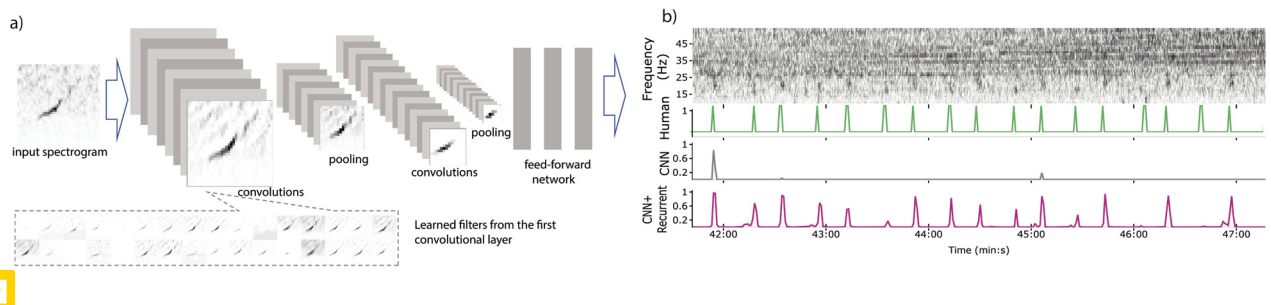 a)
input spectrogram
convolutions
pooling
convolutions
pooling
feed-forward
network
Learned filters from the first
convolutional layer
b)
Frequency
(Hz)
45
35
25
15
Human
1
CNN
1
0.6
0.2
CNN+
Recurrent
1
0.6
0.2
42:00 43:00 44:00 45:00 46:00 47:00
Time (min:s)